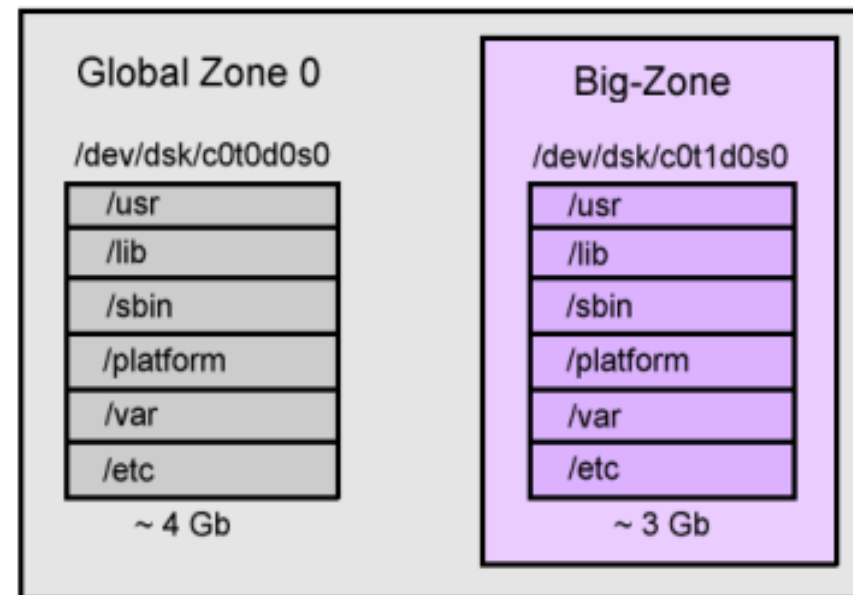 Global Zone 0
/dev/dsk/c0t0d0s0
/usr
/lib
/sbin
/platform
/var
/etc
~ 4 Gb
Big-Zone
/dev/dsk/c0t1d0s0
/usr
/lib
/sbin
/platform
/var
/etc
~ 3 Gb